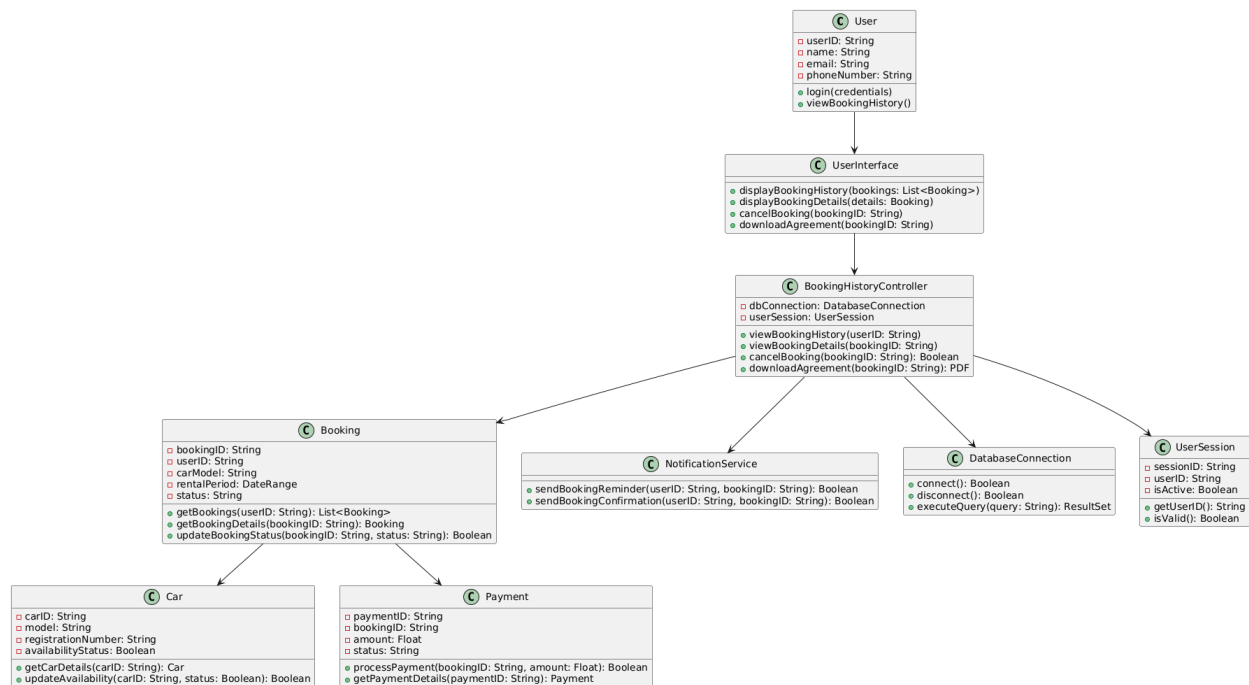 C User
userID: String
name: String
email: String
phoneNumber: String
login(credentials)
viewBookingHistory()
C UserInterface
displayBookingHistory(bookings: List<Booking>)
displayBookingDetails(details: Booking)
cancelBooking(bookingID: String)
downloadAgreement(bookingID: String)
C BookingHistoryController
dbConnection: DatabaseConnection
userSession: UserSession
viewBookingHistory(userID: String)
viewBookingDetails(bookingID: String)
cancelBooking(bookingID: String): Boolean
downloadAgreement(bookingID: String): PDF
C Booking
bookingID: String
userID: String
carModel: String
rentalPeriod: DateRange
status: String
getBookings(userID: String): List<Booking>
getBookingDetails(bookingID: String): Booking
updateBookingStatus(bookingID: String, status: String): Boolean
C NotificationService
sendBookingReminder(userID: String, bookingID: String): Boolean
sendBookingConfirmation(userID: String, bookingID: String): Boolean
C DatabaseConnection
connect(): Boolean
disconnect(): Boolean
executeQuery(query: String): ResultSet
C UserSession
sessionID: String
userID: String
isActive: Boolean
getUserID(): String
isValid(): Boolean
C Car
carID: String
model: String
registrationNumber: String
availabilityStatus: Boolean
getCarDetails(carID: String): Car
updateAvailability(carID: String, status: Boolean): Boolean
C Payment
paymentID: String
bookingID: String
amount: Float
status: String
processPayment(bookingID: String, amount: Float): Boolean
getPaymentDetails(paymentID: String): Payment